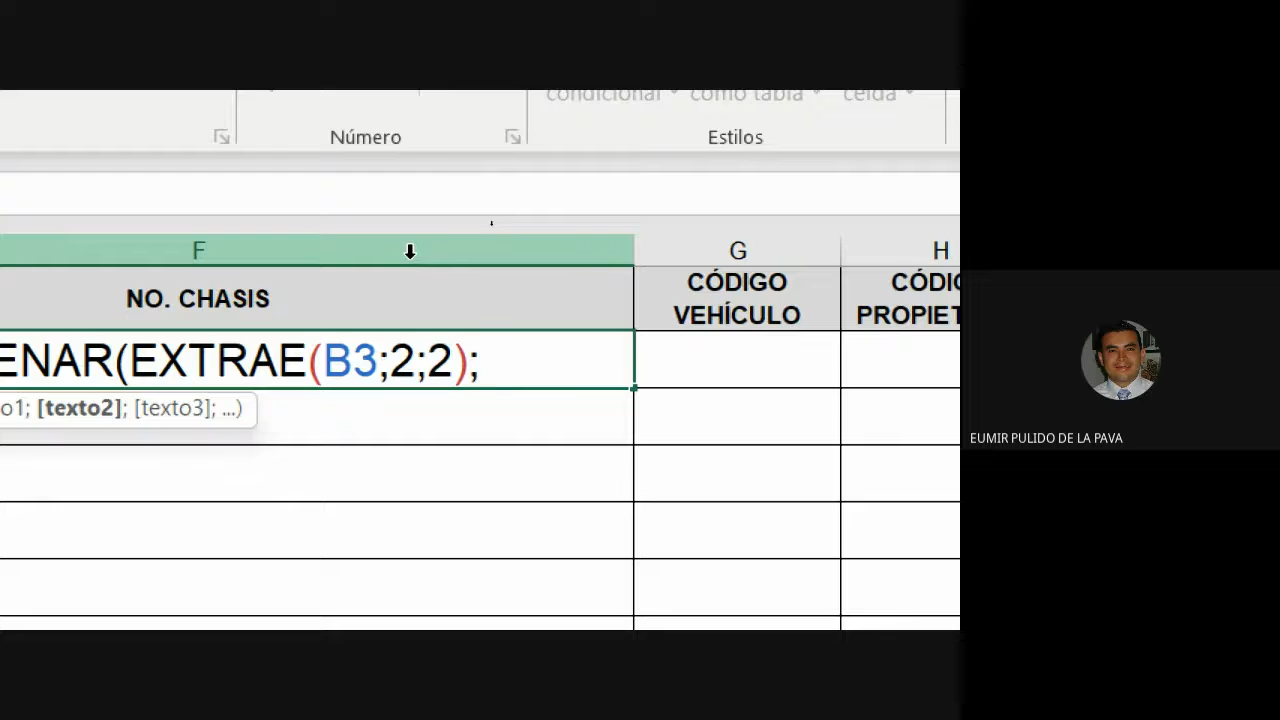 condicional como tabla celda
Número Estilos
F G H
NO. CHASIS
CÓDIGO
VEHÍCULO
CÓDIG
PROPIET
ENAR(EXTRAE(B3;2;2);
o1; [texto2]; [texto3]; ...)
EUMIR PULIDO DE LA PAVA